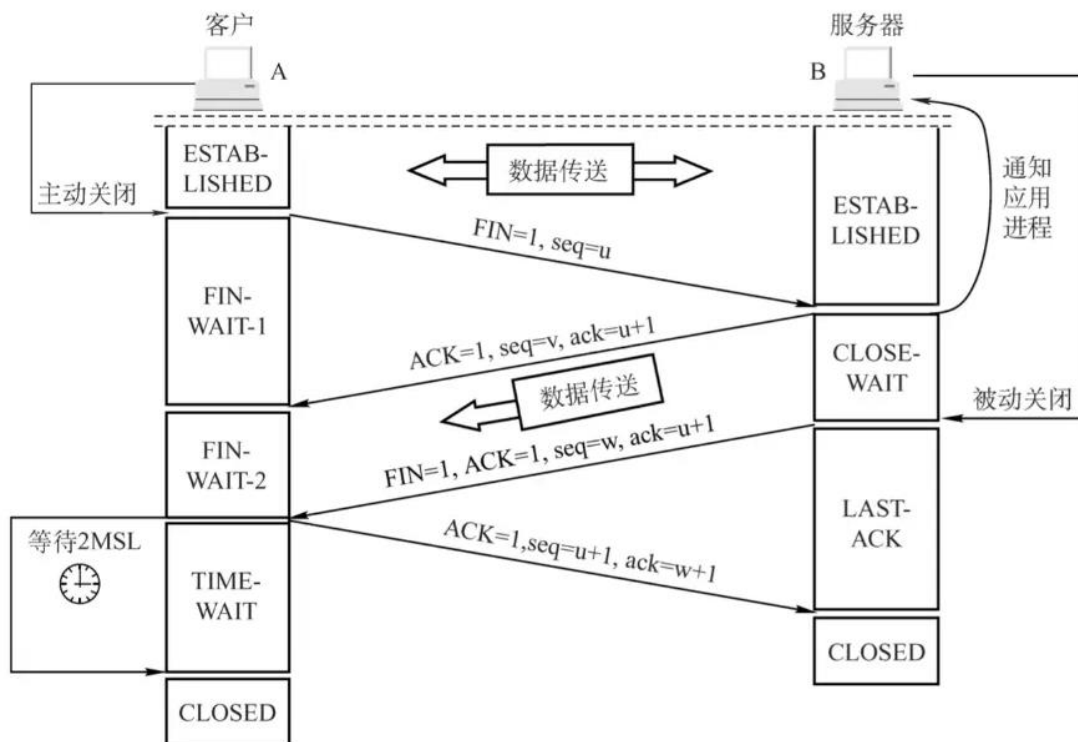 客户
服务器
A
B
ESTAB-
LISHED
数据传送
通知
应用
进程
主动关闭
ESTAB-
LISHED
FIN=1, seq=u
FIN-
WAIT-1
ACK=1, seq=v, ack=u+1
CLOSE-
WAIT
数据传送
被动关闭
FIN-
WAIT-2
FIN=1, ACK=1, seq=w, ack=u+1
LAST-
ACK
等待2MSL
ACK=1,seq=u+1, ack=w+1
TIME-
WAIT
CLOSED
CLOSED